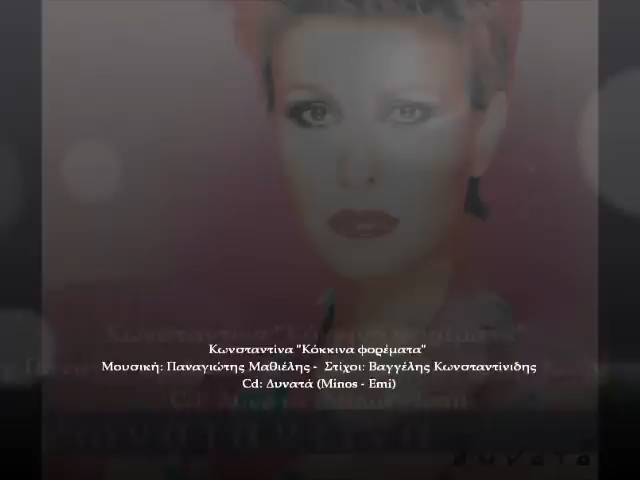 Κωνσταντίνα "Κόκκινα φορέματα"
Μουσική: Παναγιώτης Μαθιέλης - Στίχοι: Βαγγέλης Κωνσταντινίδης
Cd: Δυνατά (Minos - Emi)